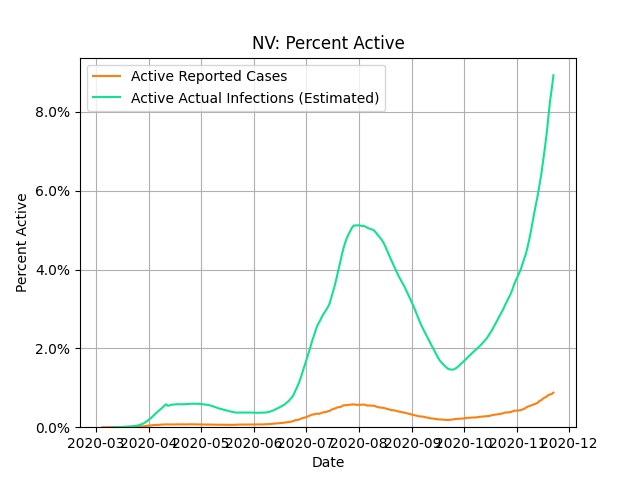 NV: Percent Active
Active Reported Cases
Active Actual Infections (Estimated)
8.0%
6.0%
4.0%
2.0%
0.0%
Percent Active
2020-03 2020-04 2020-05 2020-06 2020-07 2020-08 2020-09 2020-10 2020-11 2020-12
Date